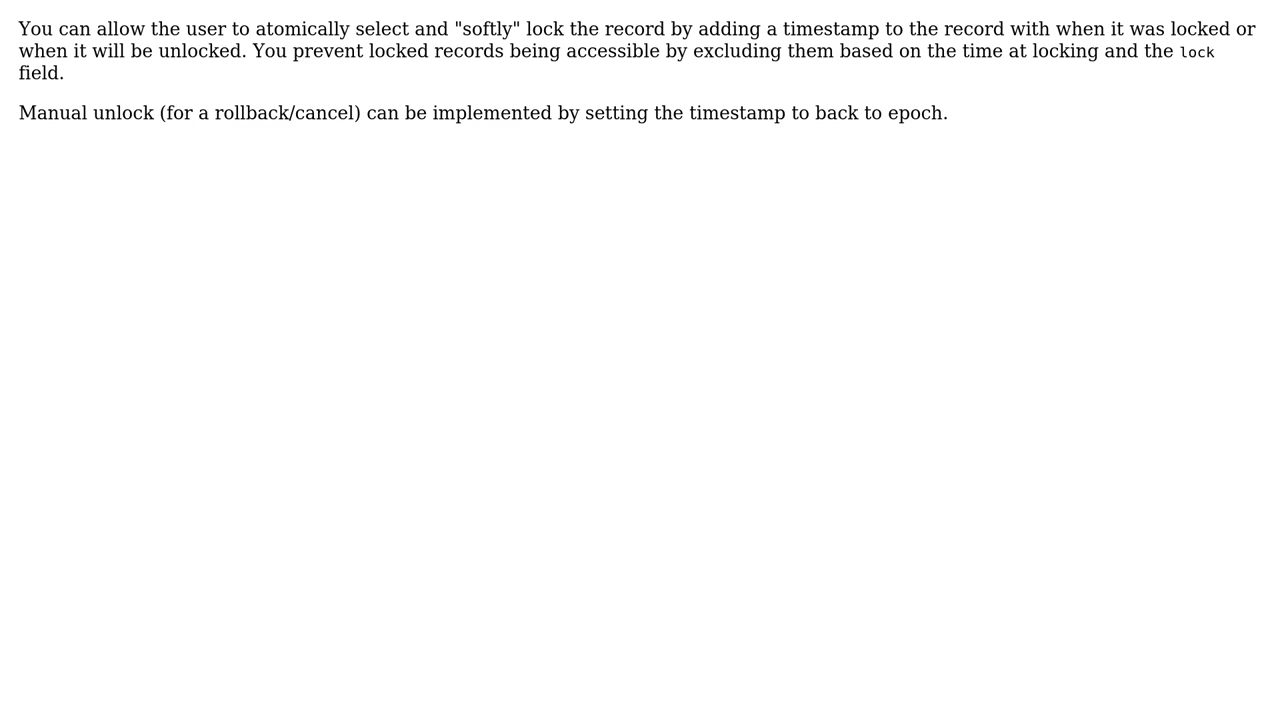 You can allow the user to atomically select and "softly" lock the record by adding a timestamp to the record with when it was locked or
when it will be unlocked. You prevent locked records being accessible by excluding them based on the time at locking and the lock
field.
Manual unlock (for a rollback/cancel) can be implemented by setting the timestamp to back to epoch.